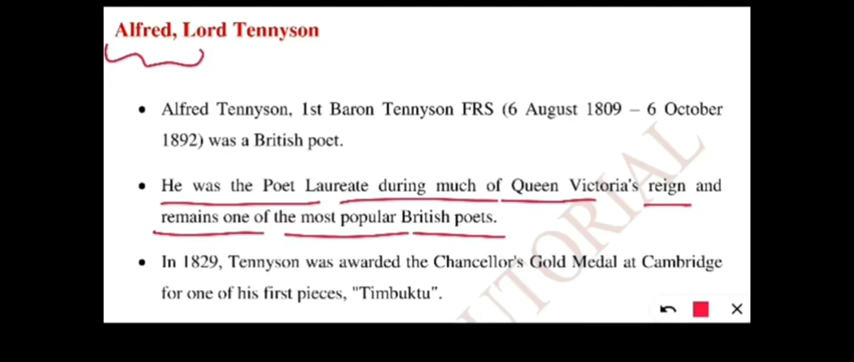 Alfred, Lord Tennyson
• Alfred Tennyson, 1st Baron Tennyson FRS (6 August 1809 – 6 October
1892) was a British poet.
• He was the Poet Laureate during much of Queen Victoria's reign and
remains one of the most popular British poets.
• In 1829, Tennyson was awarded the Chancellor's Gold Medal at Cambridge
for one of his first pieces, "Timbuktu".